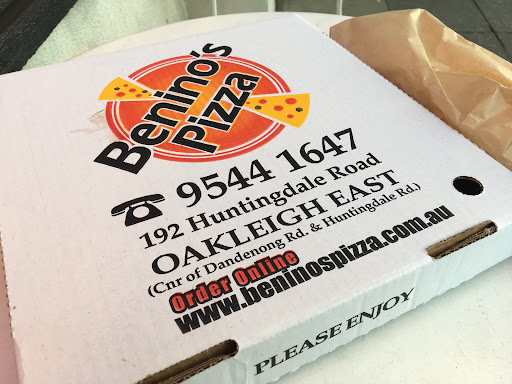 Benino's
Pizza
9544 1647
192 Huntingdale Road
OAKLEIGH EAST
(Cnr of Dandenong Rd. & Huntingdale Rd.)
Order Online
www.beninospizza.com.au
PLEASE ENJOY